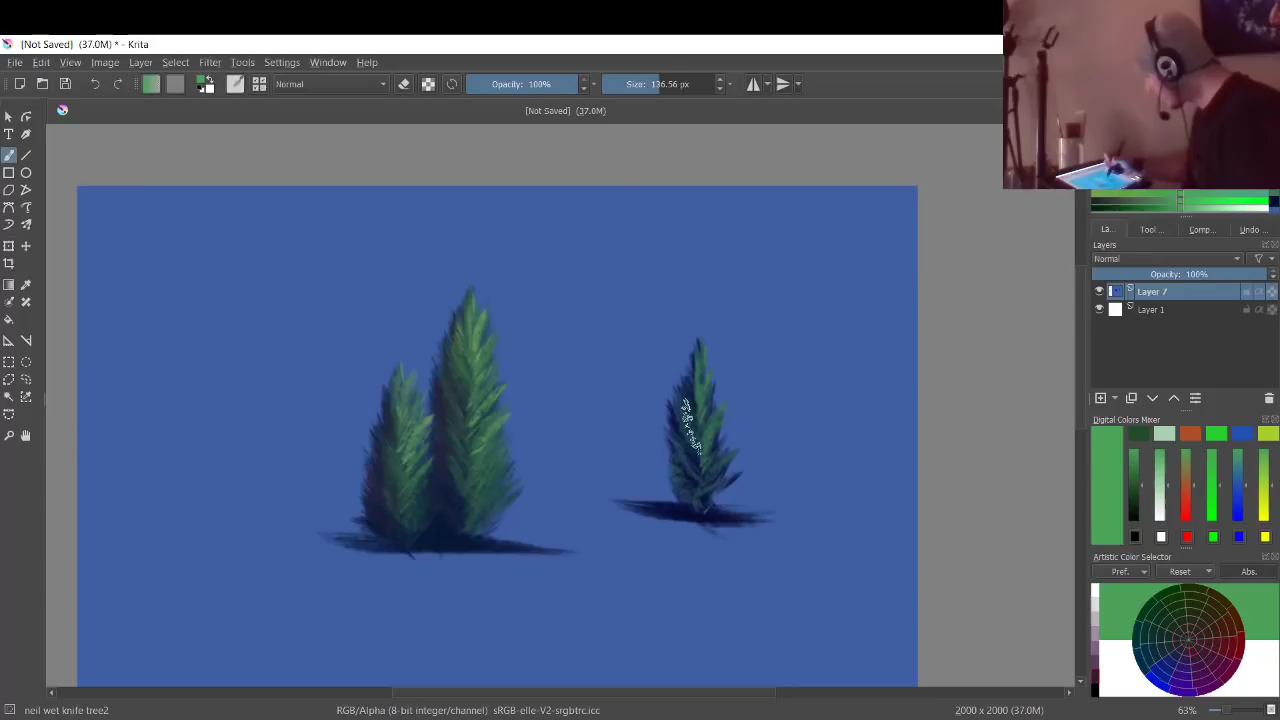 [Not Saved] (37.0M) * - Krita
File Edit View Image Layer Select Filter Tools Settings Window Help
Normal
Opacity: 100%
Size: 136.56 px
[Not Saved] (37.0M)
La... Tool ... Comp... Undo ...
Layers
Normal
Opacity: 100%
Layer 7
Layer 1
Digital Colors Mixer
Artistic Color Selector
Pref. Reset Abs.
neil wet knife tree2
RGB/Alpha (8-bit integer/channel) sRGB-elle-V2-srgbtrc.icc
2000 x 2000 (37.0M)
63%